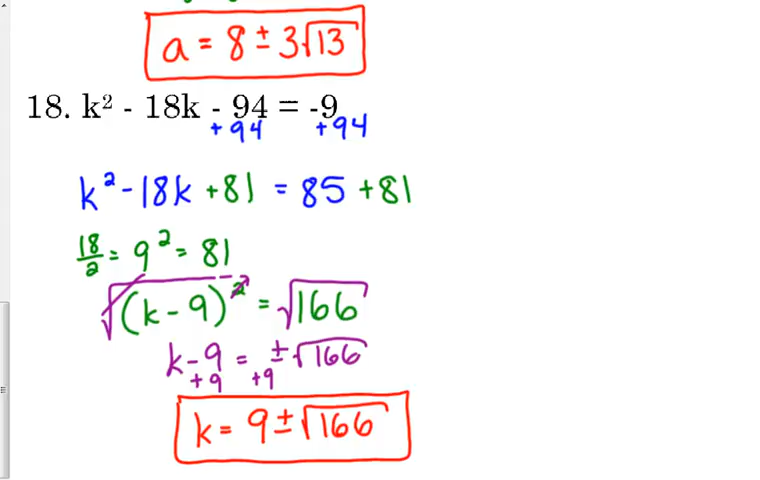 a = 8 ± 3√13
18. k² - 18k - 94 = -9
+94 +94
k² - 18k + 81 = 85 + 81
18/2 = 9² = 81
√(k - 9)² = √166
k - 9 = ±√166
+9 +9
k = 9 ± √166